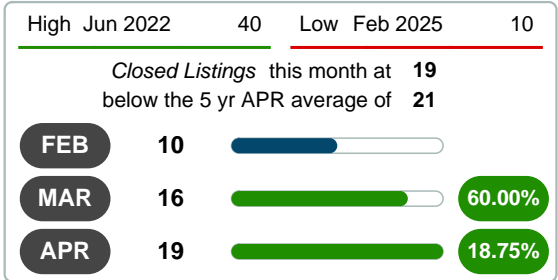 High Jun 2022 40 Low Feb 2025 10
Closed Listings this month at 19
below the 5 yr APR average of 21
FEB 10
MAR 16 60.00%
APR 19 18.75%